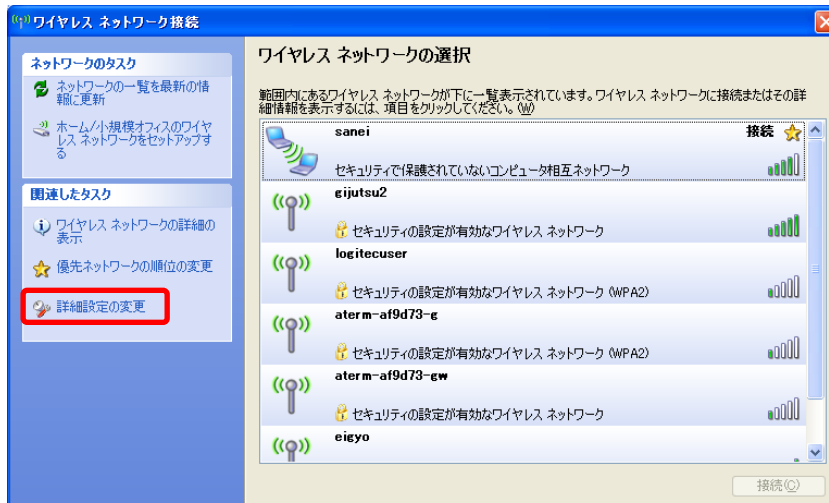 ワイヤレス ネットワーク接続
ネットワークのタスク
ネットワークの一覧を最新の情
報に更新
ホーム/小規模オフィスのワイヤ
レス ネットワークをセットアップす
る
関連したタスク
ワイヤレス ネットワークの詳細の
表示
優先ネットワークの順位の変更
詳細設定の変更
ワイヤレス ネットワークの選択
範囲内にあるワイヤレス ネットワークが下に一覧表示されています。ワイヤレス ネットワークに接続またはその詳
細情報を表示するには、項目をクリックしてください。(W)
sanei 接続
セキュリティで保護されていないコンピュータ相互ネットワーク
gijutsu2
セキュリティの設定が有効なワイヤレス ネットワーク
logitecuser
セキュリティの設定が有効なワイヤレス ネットワーク (WPA2)
aterm-af9d73-g
セキュリティの設定が有効なワイヤレス ネットワーク (WPA2)
aterm-af9d73-gw
セキュリティの設定が有効なワイヤレス ネットワーク
eigyo
接続(C)